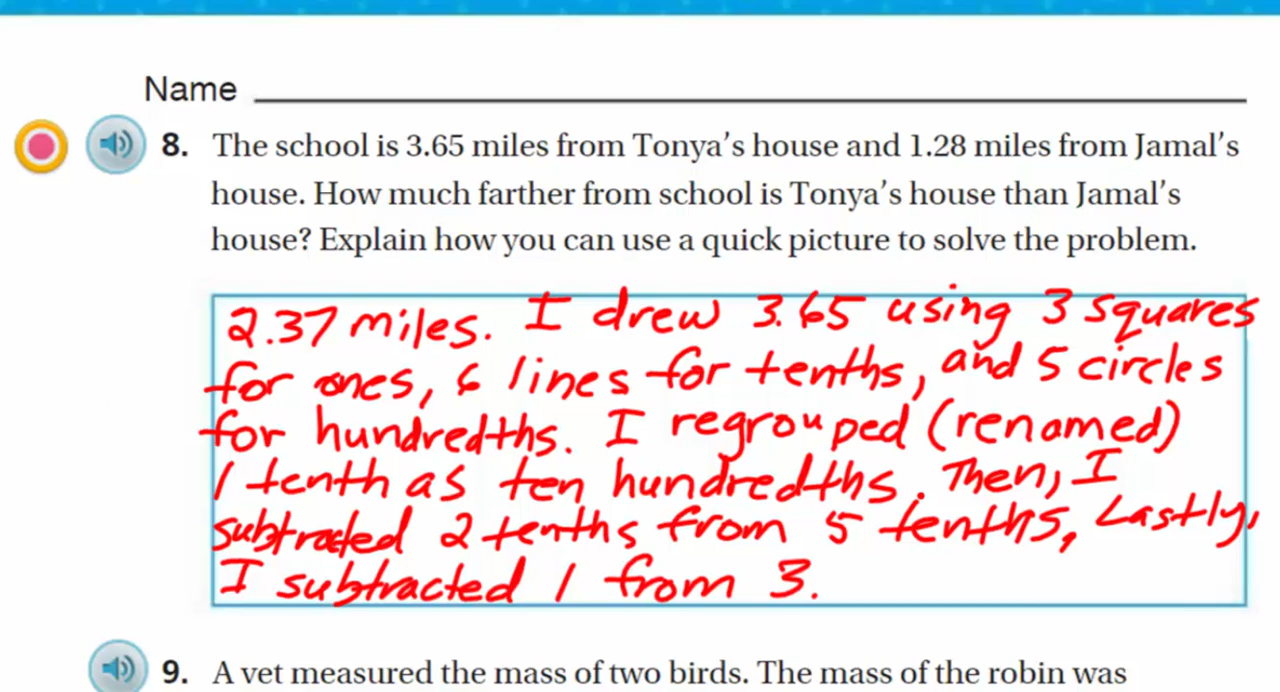 Name
8. The school is 3.65 miles from Tonya's house and 1.28 miles from Jamal's
house. How much farther from school is Tonya's house than Jamal's
house? Explain how you can use a quick picture to solve the problem.
2.37 miles. I drew 3.65 using 3 squares
for ones, 6 lines for tenths, and 5 circles
for hundredths. I regrouped (renamed)
1 tenth as ten hundredths. Then, I
subtracted 2 tenths from 5 tenths, Lastly,
I subtracted 1 from 3.
9. A vet measured the mass of two birds. The mass of the robin was